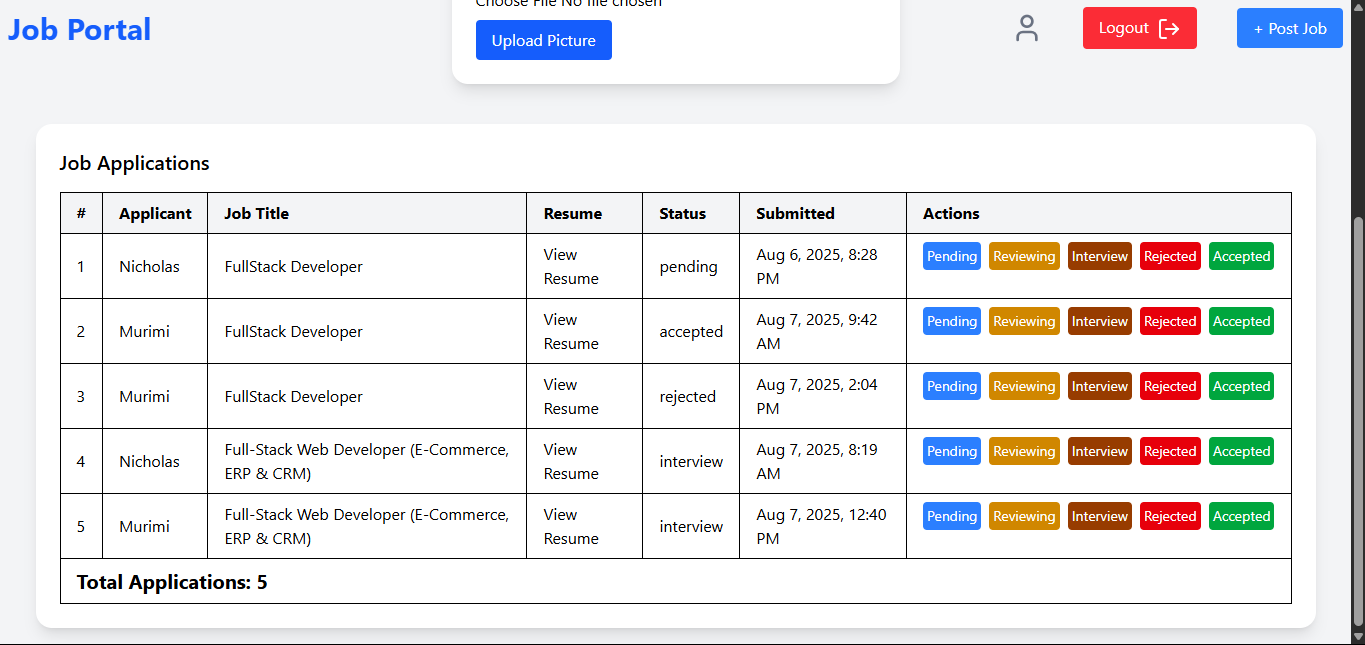 Choose File No file chosen
Job Portal
Upload Picture
Logout
+ Post Job
Job Applications
# Applicant Job Title Resume Status Submitted Actions
1 Nicholas FullStack Developer View Resume pending Aug 6, 2025, 8:28 PM Pending Reviewing Interview Rejected Accepted
2 Murimi FullStack Developer View Resume accepted Aug 7, 2025, 9:42 AM Pending Reviewing Interview Rejected Accepted
3 Murimi FullStack Developer View Resume rejected Aug 7, 2025, 2:04 PM Pending Reviewing Interview Rejected Accepted
4 Nicholas Full-Stack Web Developer (E-Commerce, ERP & CRM) View Resume interview Aug 7, 2025, 8:19 AM Pending Reviewing Interview Rejected Accepted
5 Murimi Full-Stack Web Developer (E-Commerce, ERP & CRM) View Resume interview Aug 7, 2025, 12:40 PM Pending Reviewing Interview Rejected Accepted
Total Applications: 5